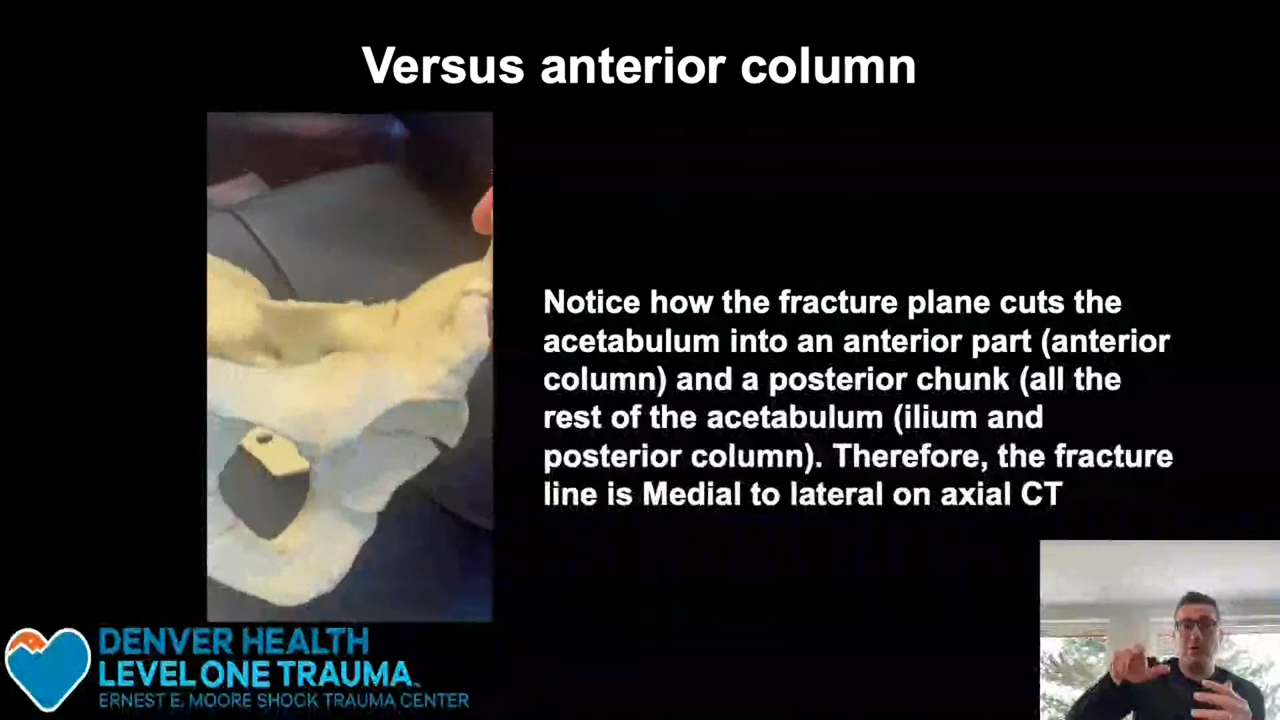 Versus anterior column
Notice how the fracture plane cuts the
acetabulum into an anterior part (anterior
column) and a posterior chunk (all the
rest of the acetabulum (ilium and
posterior column). Therefore, the fracture
line is Medial to lateral on axial CT
DENVER HEALTH
LEVEL ONE TRAUMA
ERNEST E. MOORE SHOCK TRAUMA CENTER